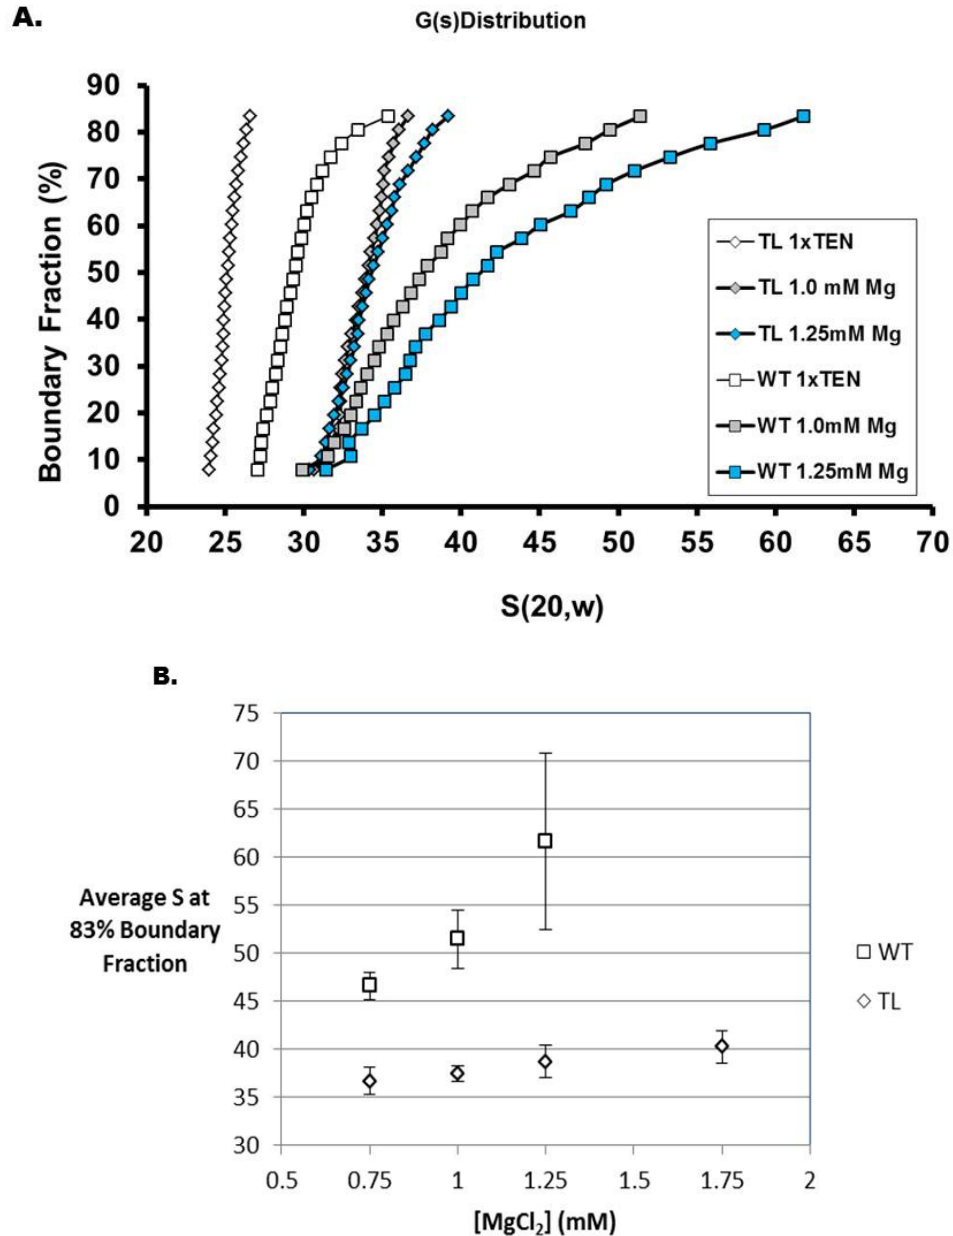 A.
G(s)Distribution
90
80
70
60
50
40
30
20
10
0
Boundary Fraction (%)
20 25 30 35 40 45 50 55 60 65 70
S(20,w)
TL 1xTEN
TL 1.0 mM Mg
TL 1.25mM Mg
WT 1xTEN
WT 1.0mM Mg
WT 1.25mM Mg
B.
75
70
65
60
55
50
45
40
35
30
Average S at
83% Boundary
Fraction
0.5 0.75 1 1.25 1.5 1.75 2
[MgCl₂] (mM)
WT
TL